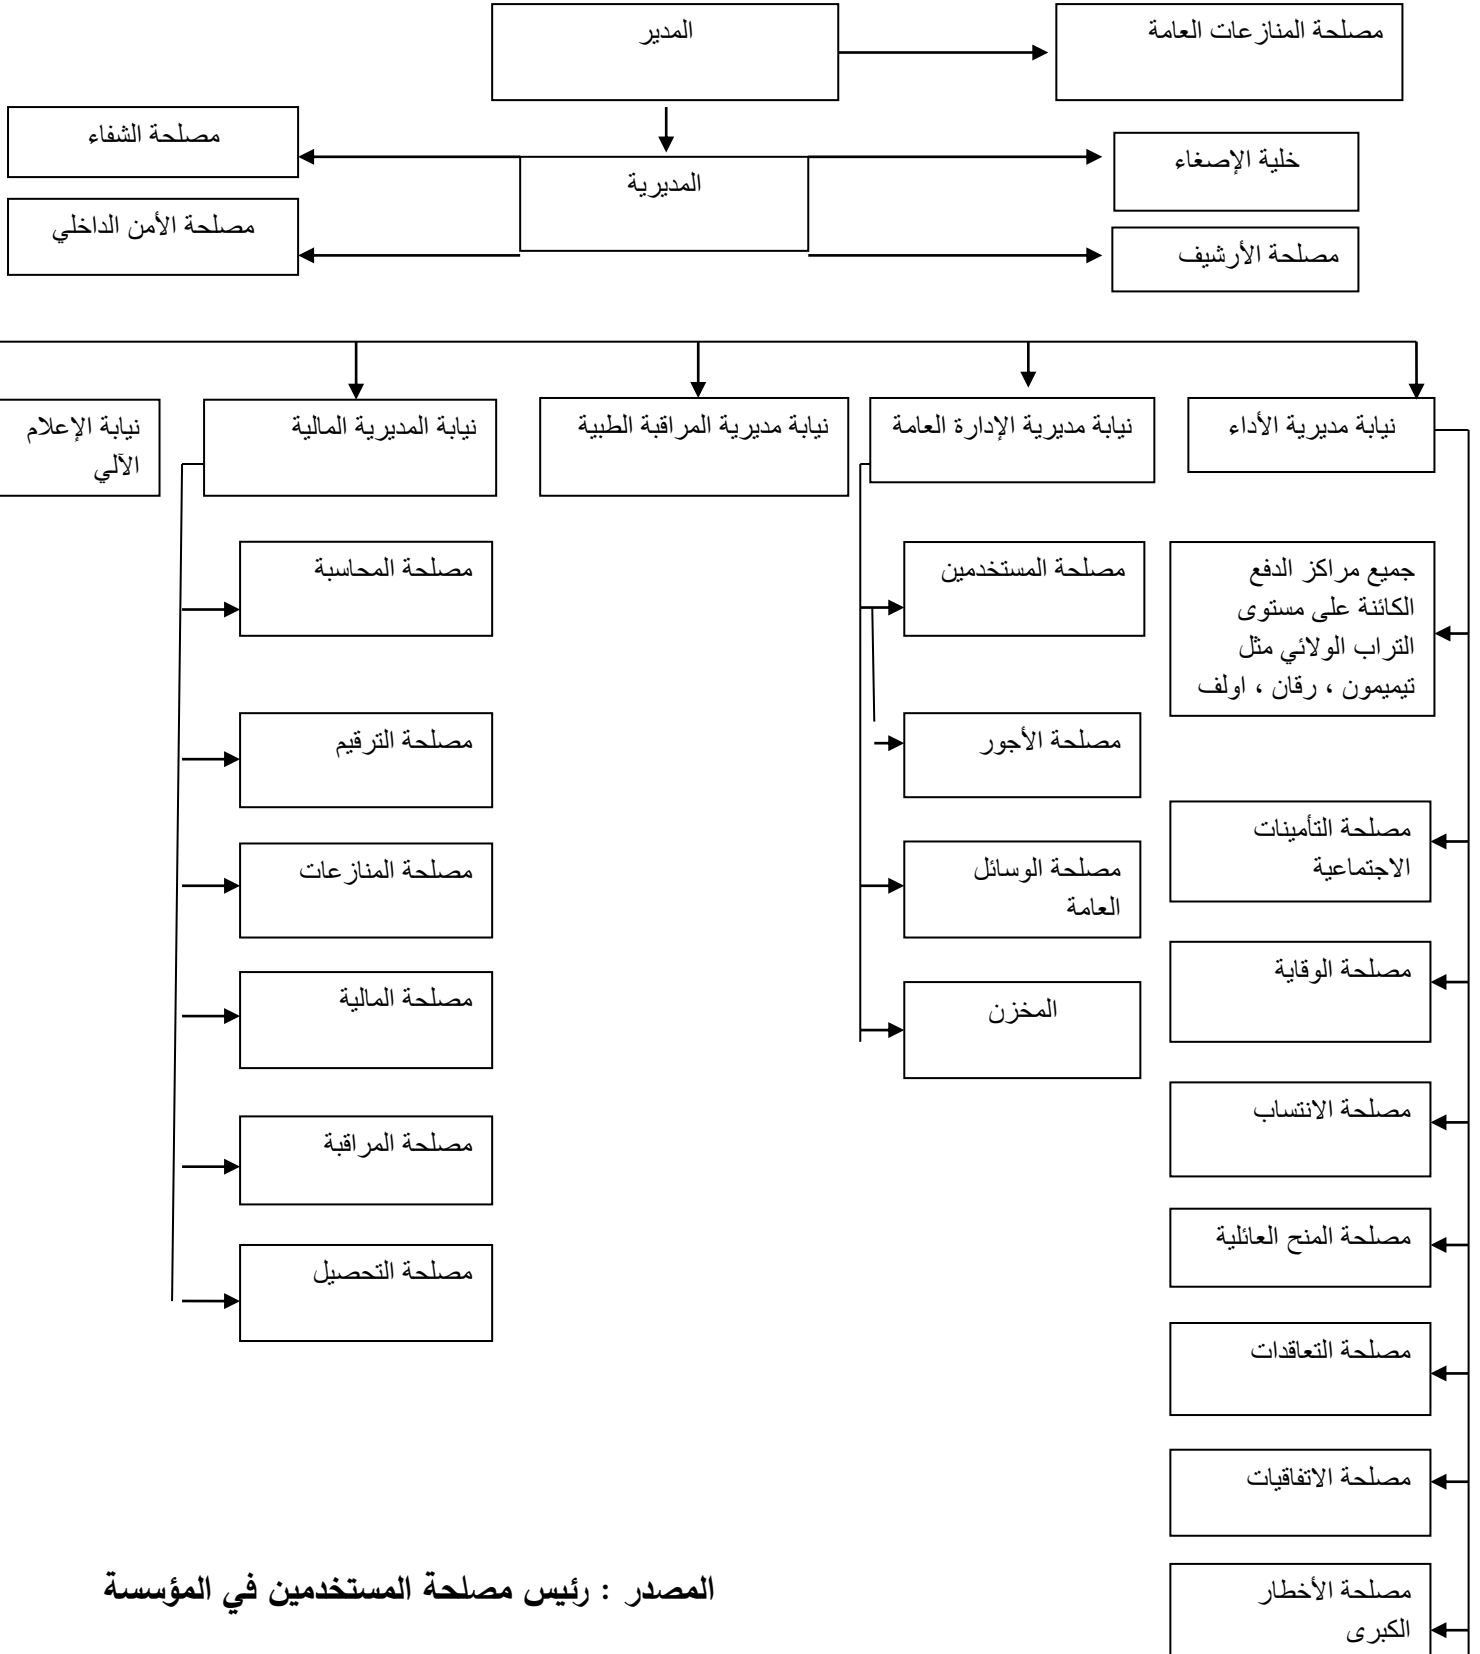 المدير
مصلحة المنازعات العامة
خلية الإصغاء
المديرية
مصلحة الشفاء
مصلحة الأرشيف
مصلحة الأمن الداخلي
نيابة مديرية الأداء
نيابة مديرية الإدارة العامة
نيابة مديرية المراقبة الطبية
نيابة المديرية المالية
نيابة الإعلام
الآلي
جميع مراكز الدفع
الكائنة على مستوى
التراب الولائي مثل
تيميمون ، رقان ، اولف
مصلحة التأمينات
الاجتماعية
مصلحة الوقاية
مصلحة الانتساب
مصلحة المنح العائلية
مصلحة التعاقدات
مصلحة الاتفاقيات
مصلحة الأخطار
الكبرى
مصلحة المستخدمين
مصلحة الأجور
مصلحة الوسائل
العامة
المخزن
مصلحة المحاسبة
مصلحة الترقيم
مصلحة المنازعات
مصلحة المالية
مصلحة المراقبة
مصلحة التحصيل
المصدر : رئيس مصلحة المستخدمين في المؤسسة